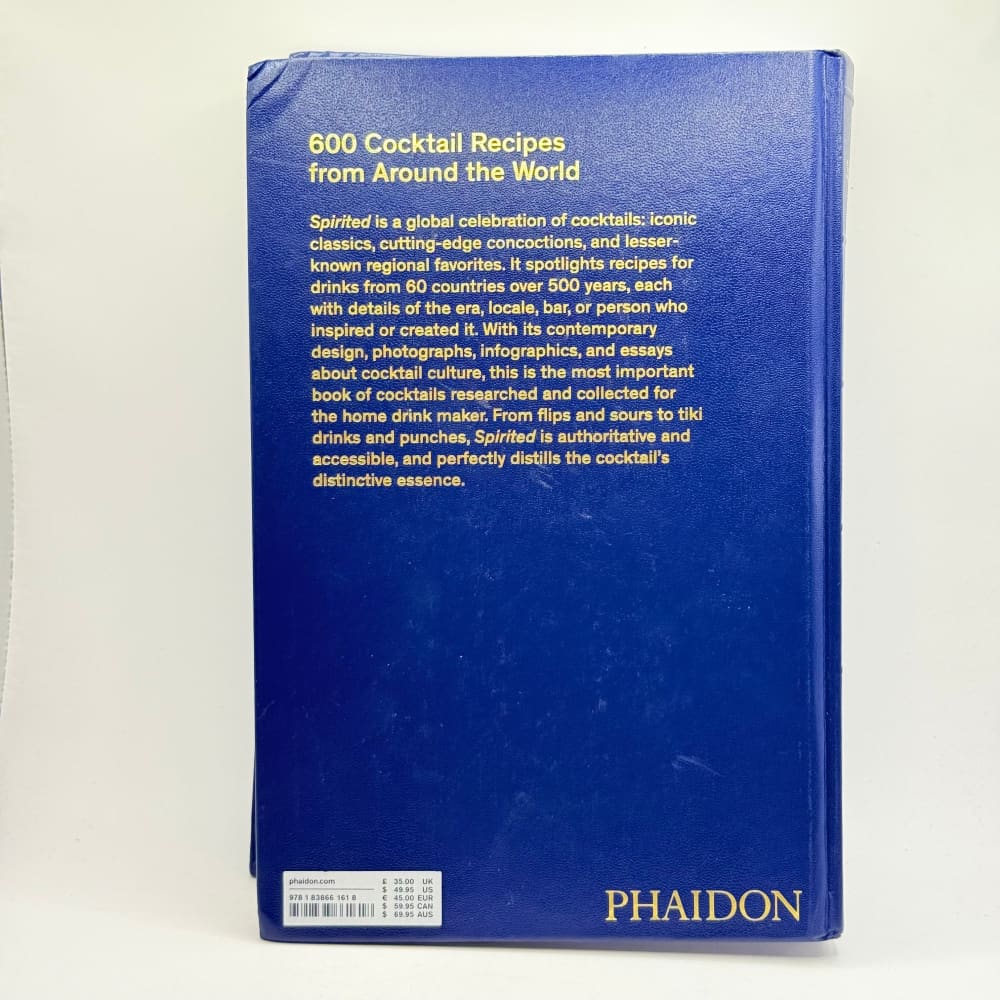 600 Cocktail Recipes
from Around the World
Spirited is a global celebration of cocktails: iconic
classics, cutting-edge concoctions, and lesser-
known regional favorites. It spotlights recipes for
drinks from 60 countries over 500 years, each
with details of the era, locale, bar, or person who
inspired or created it. With its contemporary
design, photographs, infographics, and essays
about cocktail culture, this is the most important
book of cocktails researched and collected for
the home drink maker. From flips and sours to tiki
drinks and punches, Spirited is authoritative and
accessible, and perfectly distills the cocktail's
distinctive essence.
phaidon.com
978 1 83866 161 8
£ 35.00 UK
$ 49.95 US
€ 45.00 EUR
$ 59.95 CAN
$ 69.95 AUS
PHAIDON